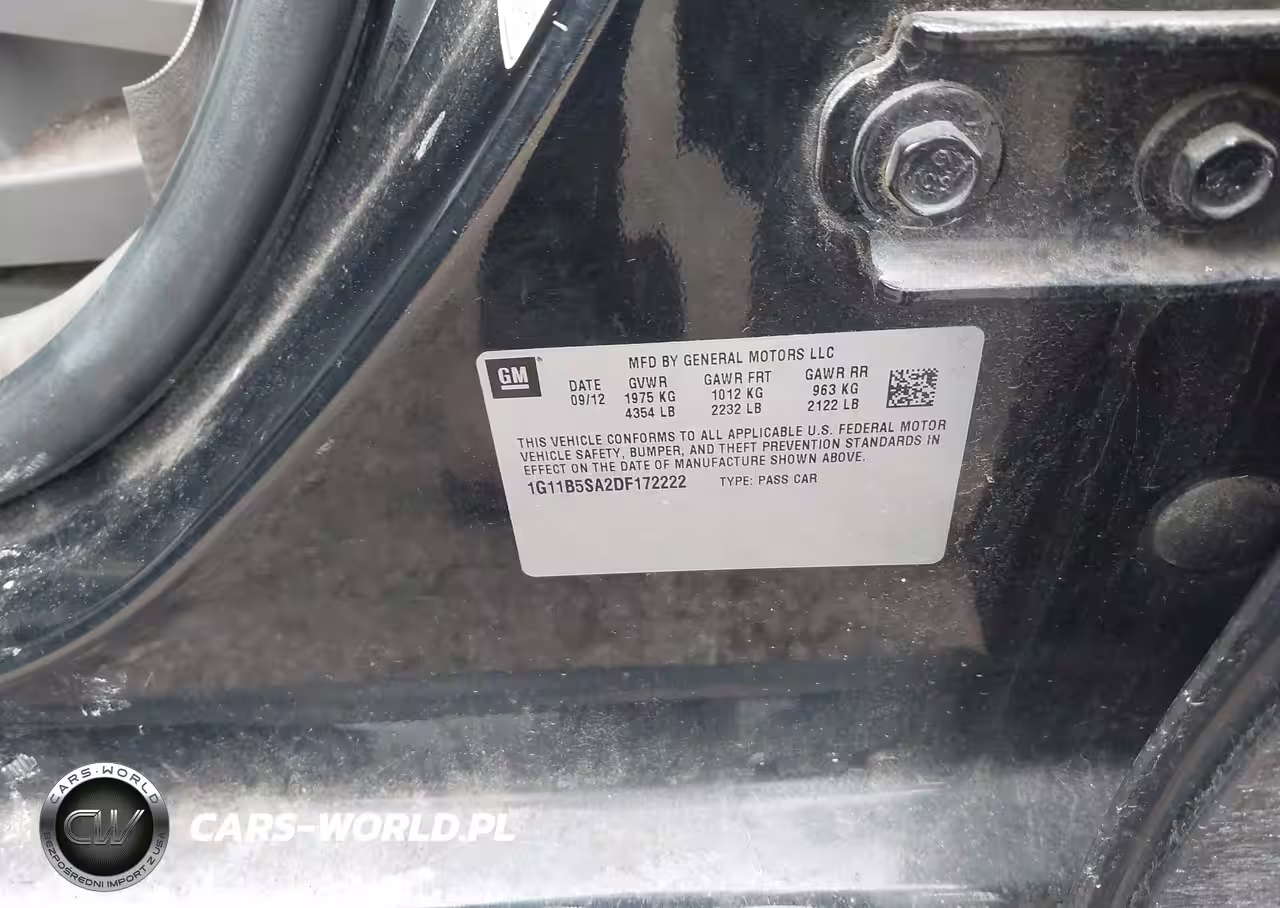 GM
MFD BY GENERAL MOTORS LLC
DATE GVWR GAWR FRT GAWR RR
09/12 1975 KG 1012 KG 963 KG
4354 LB 2232 LB 2122 LB
THIS VEHICLE CONFORMS TO ALL APPLICABLE U.S. FEDERAL MOTOR
VEHICLE SAFETY, BUMPER, AND THEFT PREVENTION STANDARDS IN
EFFECT ON THE DATE OF MANUFACTURE SHOWN ABOVE.
1G11B5SA2DF172222 TYPE: PASS CAR
CARS-WORLD
CW
BEZPOŚREDNI IMPORT Z USA
CARS-WORLD.PL